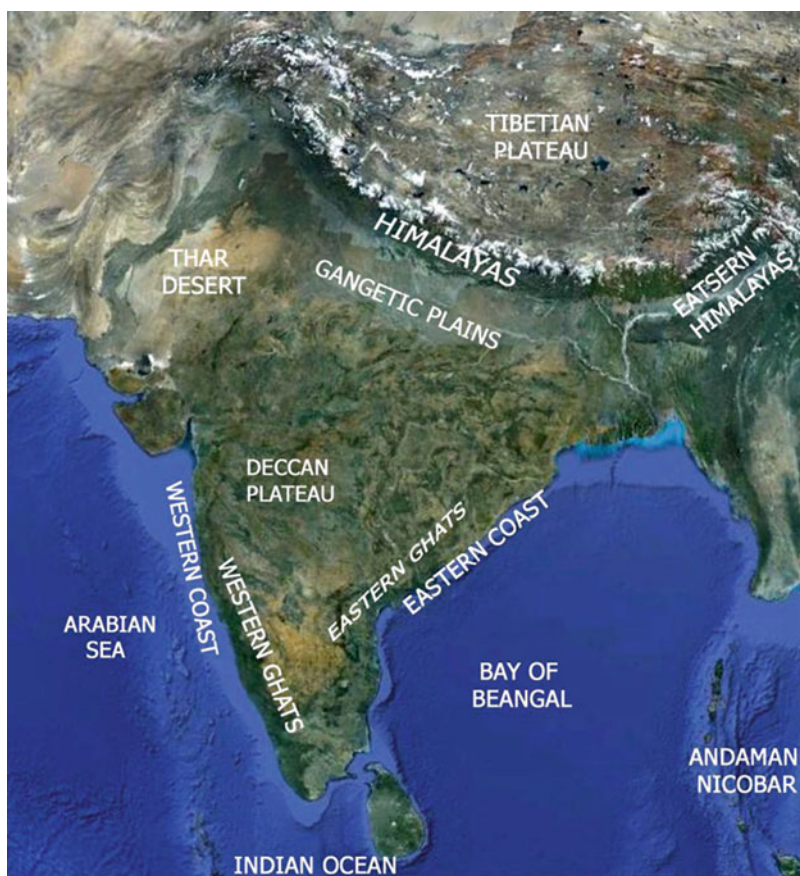 TIBETIAN
PLATEAU
HIMALAYAS
THAR
DESERT
GANGETIC PLAINS
EATSERN
HIMALAYAS
DECCAN
PLATEAU
WESTERN COAST
WESTERN GHATS
EASTERN GHATS
EASTERN COAST
ARABIAN
SEA
BAY OF
BEANGAL
ANDAMAN
NICOBAR
INDIAN OCEAN